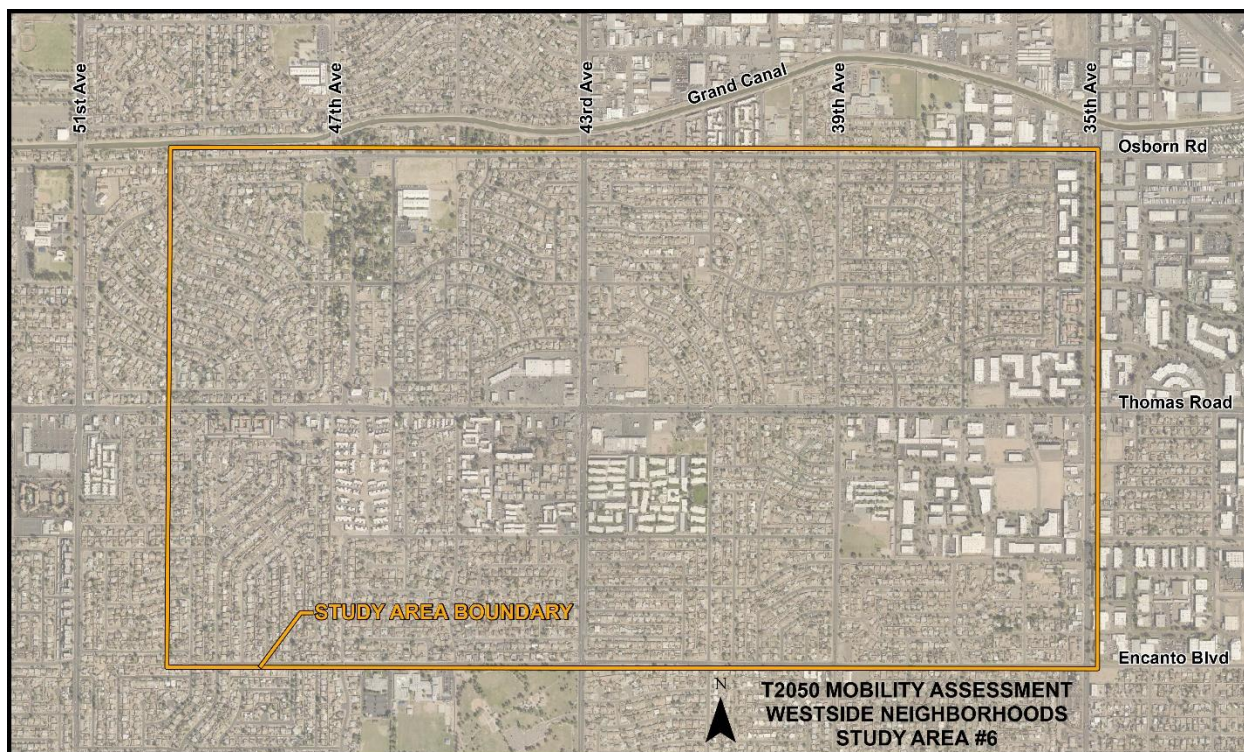 51st Ave
47th Ave
43rd Ave
Grand Canal
39th Ave
35th Ave
Osborn Rd
Thomas Road
STUDY AREA BOUNDARY
Encanto Blvd
N
T2050 MOBILITY ASSESSMENT
WESTSIDE NEIGHBORHOODS
STUDY AREA #6